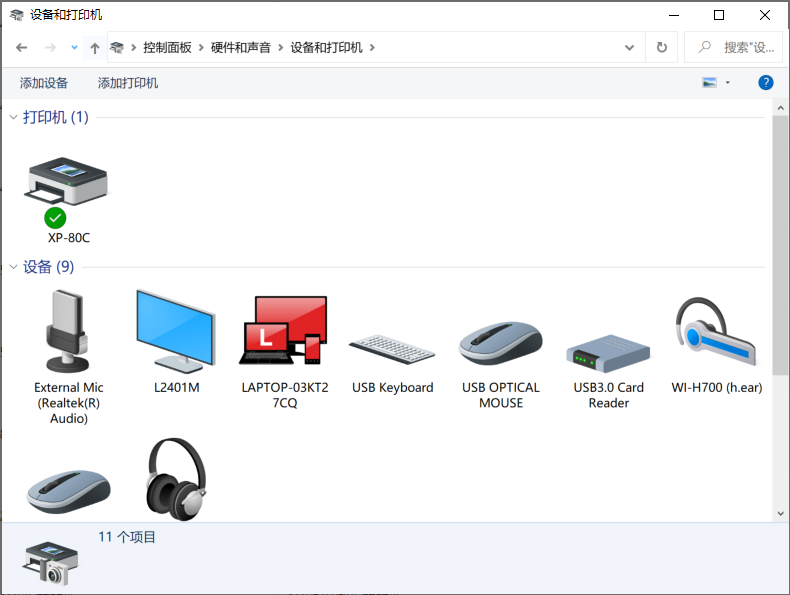 设备和打印机
控制面板 > 硬件和声音 > 设备和打印机 >
搜索"设...
添加设备 添加打印机
?
打印机 (1)
XP-80C
设备 (9)
External Mic
(Realtek(R)
Audio)
L2401M
L
LAPTOP-03KT2
7CQ
USB Keyboard
USB OPTICAL
MOUSE
USB3.0 Card
Reader
WI-H700 (h.ear)
11 个项目